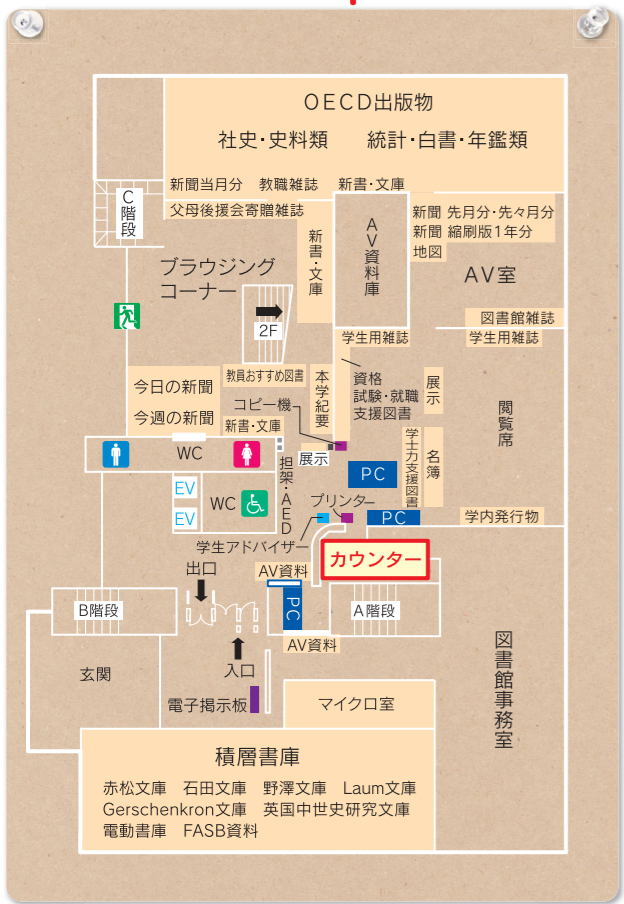 OECD出版物
社史・史料類 統計・白書・年鑑類
新聞当月分 教職雑誌 新書・文庫
父母後援会寄贈雑誌
C階段
新書・文庫
AV資料庫
新聞 先月分・先々月分
新聞 縮刷版1年分
地図
AV室
ブラウジング
コーナー
2F
図書館雑誌
学生用雑誌
学生用雑誌
教員おすすめ図書
本学紀要
資格
試験・就職
支援図書
展示
閲覧席
今日の新聞
今週の新聞
コピー機
新書・文庫
展示
学士力支援図書
名簿
WC
担架・AED
PC
EV
EV
WC
プリンター
PC
学内発行物
学生アドバイザー
カウンター
出口
AV資料
B階段
PC
A階段
AV資料
玄関
入口
電子掲示板
マイクロ室
図書館事務室
積層書庫
赤松文庫 石田文庫 野澤文庫 Laum文庫
Gerschenkron文庫 英国中世史研究文庫
電動書庫 FASB資料